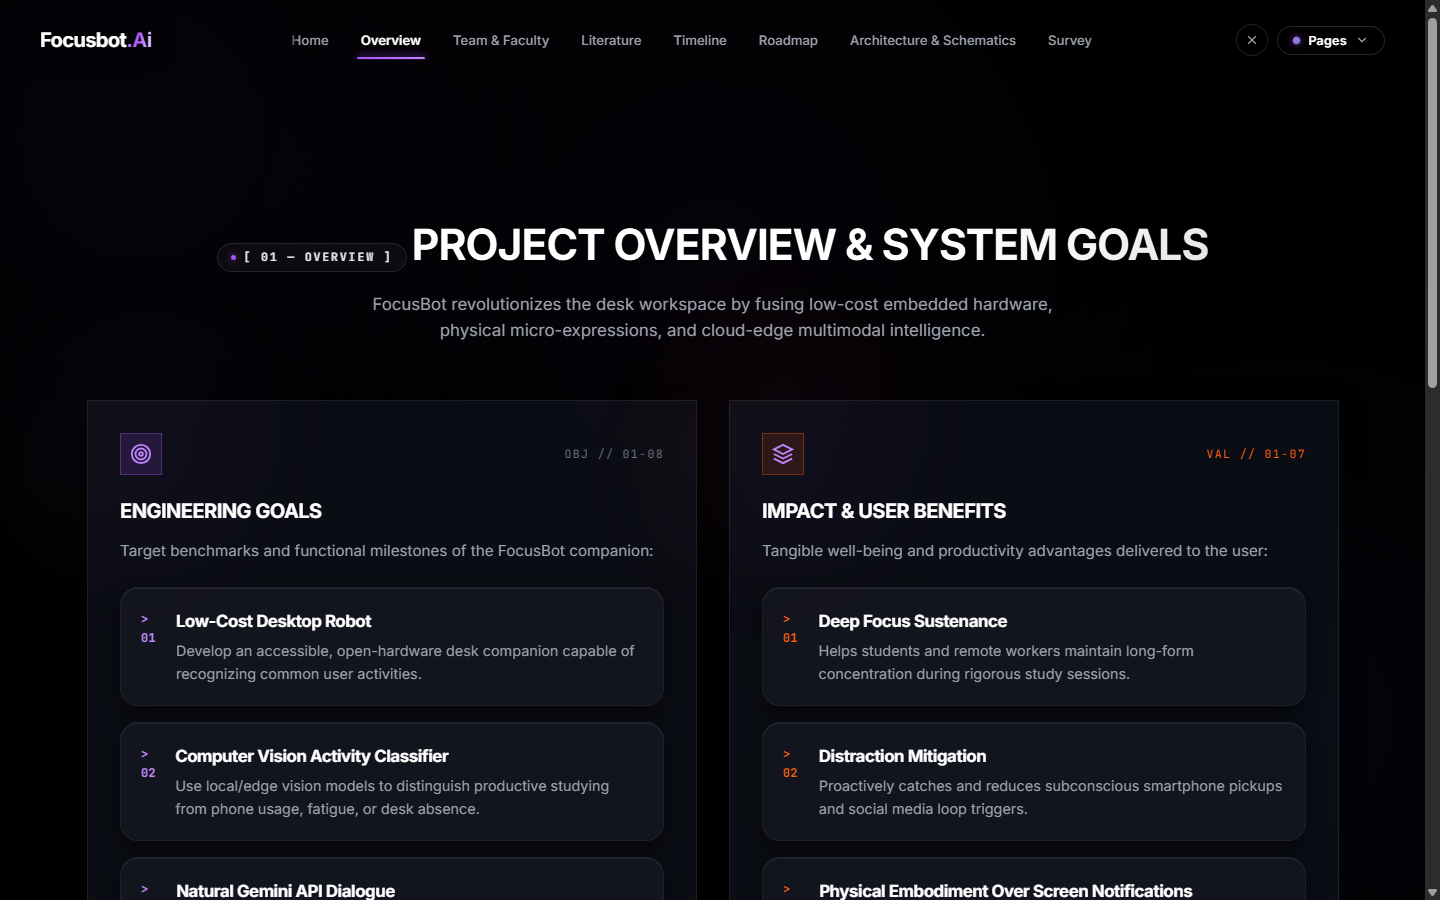 Focusbot.Ai
Home
Overview
Team & Faculty
Literature
Timeline
Roadmap
Architecture & Schematics
Survey
Pages
[ 01 — OVERVIEW ]
PROJECT OVERVIEW & SYSTEM GOALS
FocusBot revolutionizes the desk workspace by fusing low-cost embedded hardware,
physical micro-expressions, and cloud-edge multimodal intelligence.
OBJ // 01-08
ENGINEERING GOALS
Target benchmarks and functional milestones of the FocusBot companion:
>
01
Low-Cost Desktop Robot
Develop an accessible, open-hardware desk companion capable of
recognizing common user activities.
>
02
Computer Vision Activity Classifier
Use local/edge vision models to distinguish productive studying
from phone usage, fatigue, or desk absence.
>
Natural Gemini API Dialogue
VAL // 01-07
IMPACT & USER BENEFITS
Tangible well-being and productivity advantages delivered to the user:
>
01
Deep Focus Sustenance
Helps students and remote workers maintain long-form
concentration during rigorous study sessions.
>
02
Distraction Mitigation
Proactively catches and reduces subconscious smartphone pickups
and social media loop triggers.
>
Physical Embodiment Over Screen Notifications